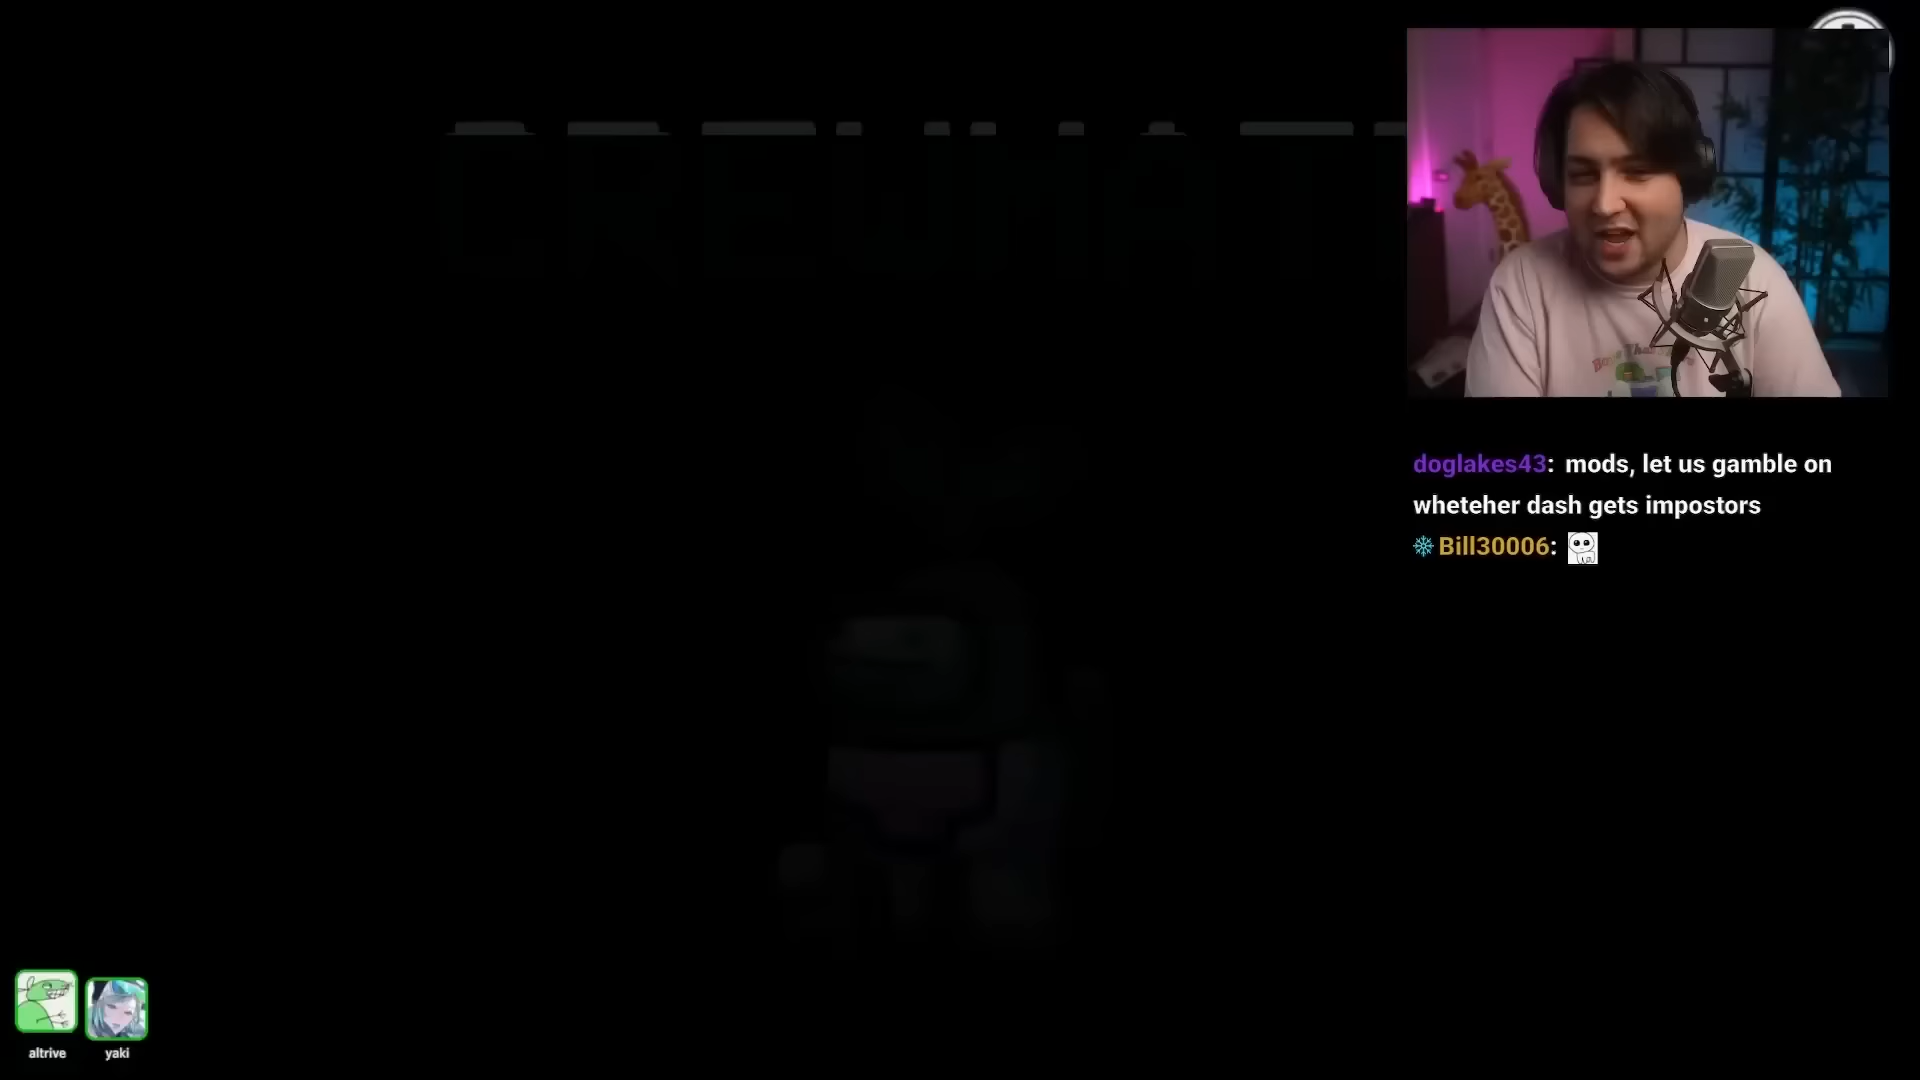 doglakes43: mods, let us gamble on
wheteher dash gets impostors
Bill30006:
altrive
yaki